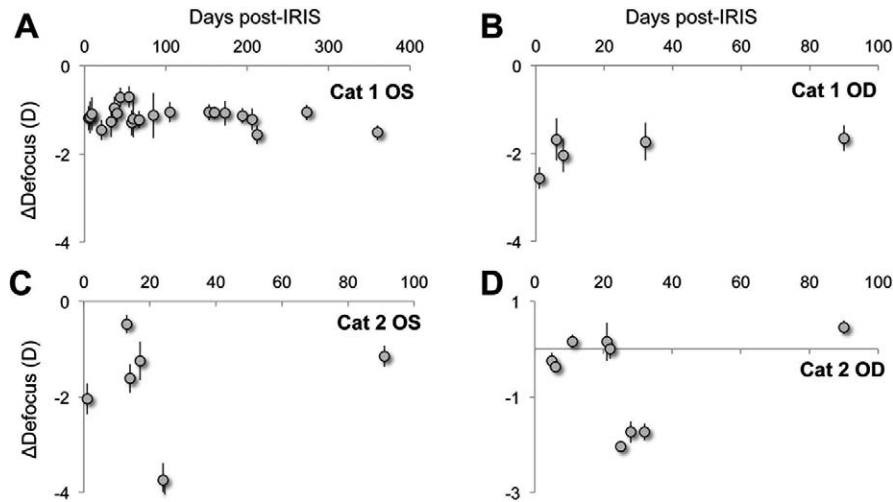 A
Days post-IRIS
0 100 200 300 400
0
-2
-4
ΔDefocus (D)
Cat 1 OS
B
Days post-IRIS
0 20 40 60 80 100
0
-2
-4
Cat 1 OD
C
0 20 40 60 80 100
0
-2
-4
ΔDefocus (D)
Cat 2 OS
D
0 20 40 60 80 100
1
-1
-3
Cat 2 OD